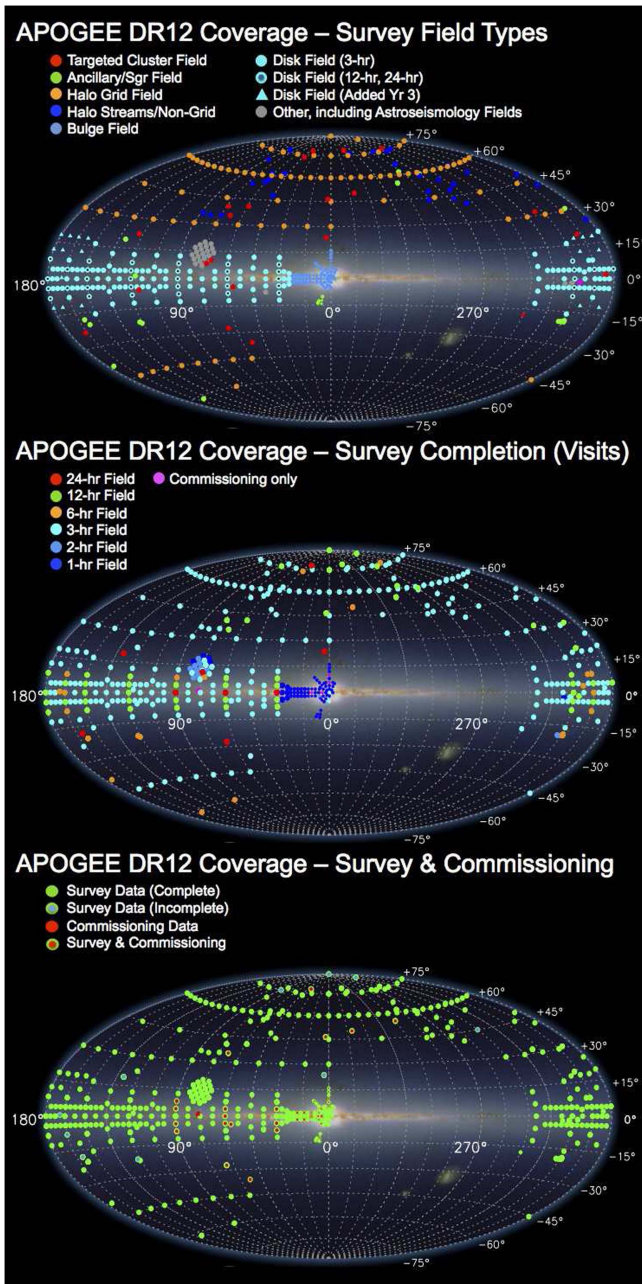 APOGEE DR12 Coverage – Survey Field Types
Targeted Cluster Field
Ancillary/Sgr Field
Halo Grid Field
Halo Streams/Non-Grid
Bulge Field
Disk Field (3-hr)
Disk Field (12-hr, 24-hr)
Disk Field (Added Yr 3)
Other, including Astroseismology Fields
+75°
+60°
+45°
+30°
+15°
180° 0°
90° 0° 270°
-15°
-30°
-45°
-60°
-75°
APOGEE DR12 Coverage – Survey Completion (Visits)
24-hr Field
12-hr Field
6-hr Field
3-hr Field
2-hr Field
1-hr Field
Commissioning only
+75°
+60°
+45°
+30°
+15°
180° 0°
90° 0° 270°
-15°
-30°
-45°
-60°
-75°
APOGEE DR12 Coverage – Survey & Commissioning
Survey Data (Complete)
Survey Data (Incomplete)
Commissioning Data
Survey & Commissioning
+75°
+60°
+45°
+30°
+15°
180° 0°
90° 0° 270°
-15°
-30°
-45°
-60°
-75°